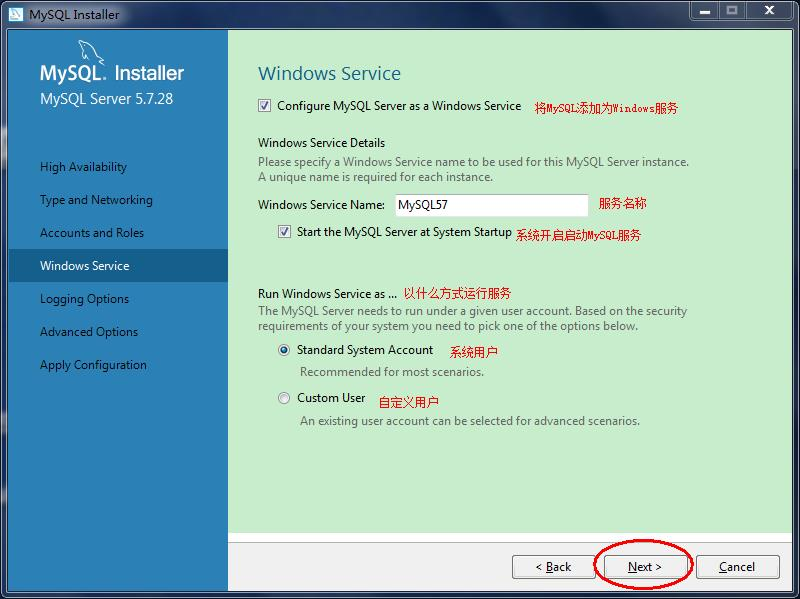 MySQL Installer
MySQL. Installer
MySQL Server 5.7.28
High Availability
Type and Networking
Accounts and Roles
Windows Service
Logging Options
Advanced Options
Apply Configuration
Windows Service
Configure MySQL Server as a Windows Service 将MySQL添加为Windows服务
Windows Service Details
Please specify a Windows Service name to be used for this MySQL Server instance.
A unique name is required for each instance.
Windows Service Name: MySQL57 服务名称
Start the MySQL Server at System Startup 系统开启启动MySQL服务
Run Windows Service as ... 以什么方式运行服务
The MySQL Server needs to run under a given user account. Based on the security
requirements of your system you need to pick one of the options below.
Standard System Account 系统用户
Recommended for most scenarios.
Custom User 自定义用户
An existing user account can be selected for advanced scenarios.
< Back Next > Cancel